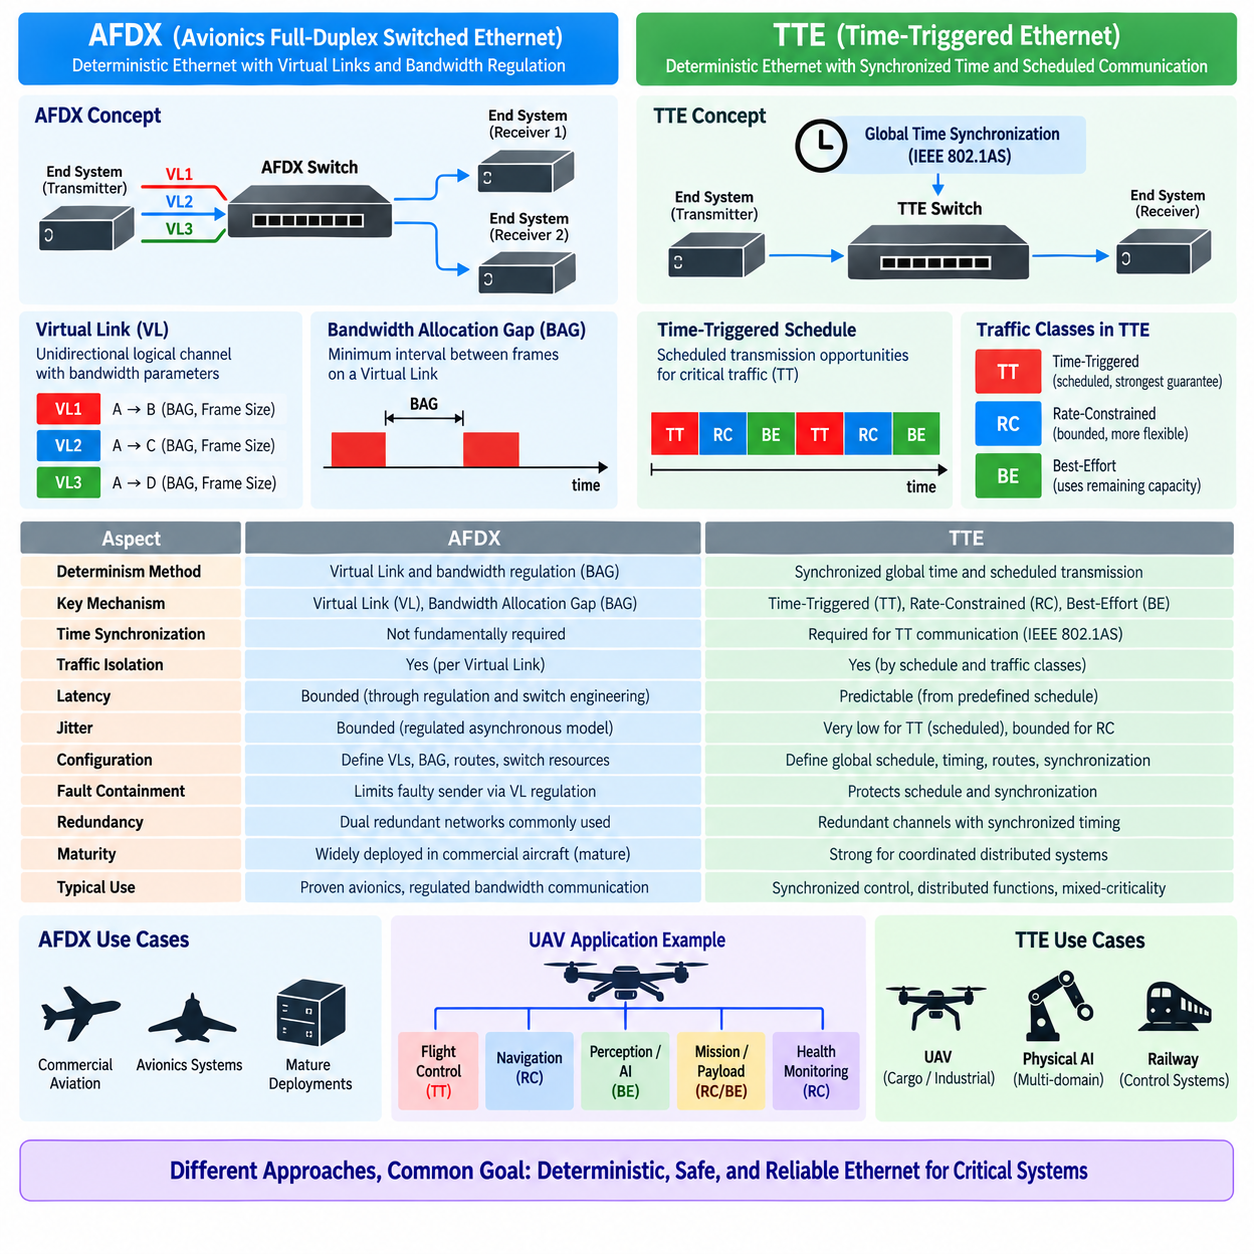 AFDX (Avionics Full-Duplex Switched Ethernet)
Deterministic Ethernet with Virtual Links and Bandwidth Regulation
TTE (Time-Triggered Ethernet)
Deterministic Ethernet with Synchronized Time and Scheduled Communication
AFDX Concept
End System
(Transmitter)
VL1
VL2
VL3
AFDX Switch
End System
(Receiver 1)
End System
(Receiver 2)
TTE Concept
Global Time Synchronization
(IEEE 802.1AS)
End System
(Transmitter)
TTE Switch
End System
(Receiver)
Virtual Link (VL)
Unidirectional logical channel
with bandwidth parameters
VL1 A → B (BAG, Frame Size)
VL2 A → C (BAG, Frame Size)
VL3 A → D (BAG, Frame Size)
Bandwidth Allocation Gap (BAG)
Minimum interval between frames
on a Virtual Link
BAG
time
Time-Triggered Schedule
Scheduled transmission opportunities
for critical traffic (TT)
TT RC BE TT RC BE
time
Traffic Classes in TTE
TT
Time-Triggered
(scheduled, strongest guarantee)
RC
Rate-Constrained
(bounded, more flexible)
BE
Best-Effort
(uses remaining capacity)
Aspect AFDX TTE
Determinism Method Virtual Link and bandwidth regulation (BAG) Synchronized global time and scheduled transmission
Key Mechanism Virtual Link (VL), Bandwidth Allocation Gap (BAG) Time-Triggered (TT), Rate-Constrained (RC), Best-Effort (BE)
Time Synchronization Not fundamentally required Required for TT communication (IEEE 802.1AS)
Traffic Isolation Yes (per Virtual Link) Yes (by schedule and traffic classes)
Latency Bounded (through regulation and switch engineering) Predictable (from predefined schedule)
Jitter Bounded (regulated asynchronous model) Very low for TT (scheduled), bounded for RC
Configuration Define VLs, BAG, routes, switch resources Define global schedule, timing, routes, synchronization
Fault Containment Limits faulty sender via VL regulation Protects schedule and synchronization
Redundancy Dual redundant networks commonly used Redundant channels with synchronized timing
Maturity Widely deployed in commercial aircraft (mature) Strong for coordinated distributed systems
Typical Use Proven avionics, regulated bandwidth communication Synchronized control, distributed functions, mixed-criticality
AFDX Use Cases
Commercial
Aviation
Avionics Systems
Mature
Deployments
UAV Application Example
Flight
Control
(TT)
Navigation
(RC)
Perception /
AI
(BE)
Mission /
Payload
(RC/BE)
Health
Monitoring
(RC)
TTE Use Cases
UAV
(Cargo / Industrial)
Physical AI
(Multi-domain)
Railway
(Control Systems)
Different Approaches, Common Goal: Deterministic, Safe, and Reliable Ethernet for Critical Systems